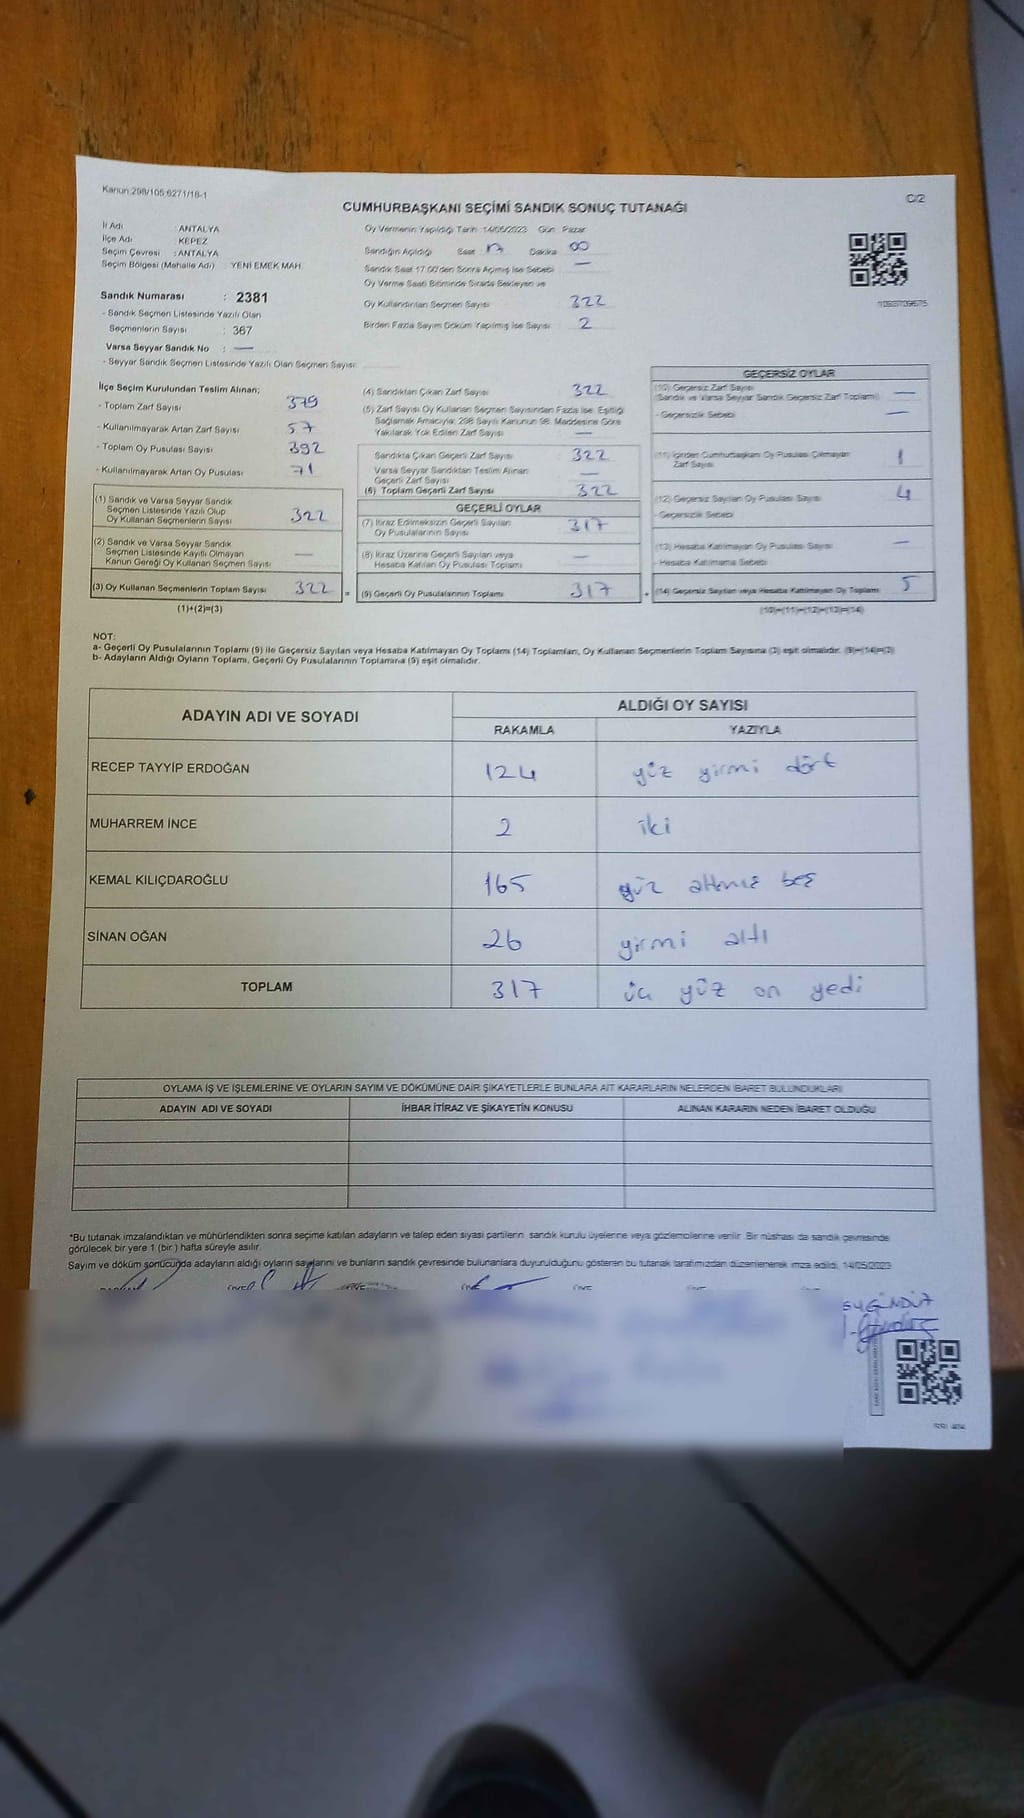 Kanun:298/105,6271/18-1
C/2
CUMHURBAŞKANI SEÇİMİ SANDIK SONUÇ TUTANAĞI
İl Adı : ANTALYA
İlçe Adı : KEPEZ
Seçim Çevresi : ANTALYA
Seçim Bölgesi (Mahalle Adı) : YENİ EMEK MAH.
Sandık Numarası : 2381
- Sandık Seçmen Listesinde Yazılı Olan
Seçmenlerin Sayısı : 367
Varsa Seyyar Sandık No : —
- Seyyar Sandık Seçmen Listesinde Yazılı Olan Seçmen Sayısı:
Oy Vermenin Yapıldığı Tarih :14/05/2023 Gün : Pazar
Sandığın Açıldığı Saat : 17 Dakika : 00
Sandık Saat 17:00'den Sonra Açılmış İse Sebebi —
Oy Verme Saati Bitiminde Sırada Bekleyen ve
Oy Kullandırılan Seçmen Sayısı 322
Birden Fazla Sayım Döküm Yapılmış İse Sayısı 2
İlçe Seçim Kurulundan Teslim Alınan;
- Toplam Zarf Sayısı 379
- Kullanılmayarak Artan Zarf Sayısı 57
- Toplam Oy Pusulası Sayısı 392
- Kullanılmayarak Artan Oy Pusulası 71
(1) Sandık ve Varsa Seyyar Sandık
Seçmen Listesinde Yazılı Olup
Oy Kullanan Seçmenlerin Sayısı 322
(2) Sandık ve Varsa Seyyar Sandık
Seçmen Listesinde Kayıtlı Olmayan
Kanun Gereği Oy Kullanan Seçmen Sayısı —
(3) Oy Kullanan Seçmenlerin Toplam Sayısı 322
(1)+(2)=(3)
(4) Sandıktan Çıkan Zarf Sayısı 322
(5) Zarf Sayısı Oy Kullanan Seçmen Sayısından Fazla İse, Eşitliği
Sağlamak Amacıyla; 298 Sayılı Kanunun 98. Maddesine Göre
Yakılarak Yok Edilen Zarf Sayısı —
Sandıkta Çıkan Geçerli Zarf Sayısı 322
Varsa Seyyar Sandıktan Teslim Alınan
Geçerli Zarf Sayısı —
(6) Toplam Geçerli Zarf Sayısı 322
GEÇERLİ OYLAR
(7) İtiraz Edilmeksizin Geçerli Sayılan
Oy Pusulalarının Sayısı 317
(8) İtiraz Üzerine Geçerli Sayılan veya
Hesaba Katılan Oy Pusulası Toplamı —
= (9) Geçerli Oy Pusulalarının Toplamı 317 +
GEÇERSİZ OYLAR
(10) Geçersiz Zarf Sayısı
(Sandık ve Varsa Seyyar Sandık Geçersiz Zarf Toplamı) —
- Geçersizlik Sebebi —
(11) İçinden Cumhurbaşkanı Oy Pusulası Çıkmayan
Zarf Sayısı 1
(12) Geçersiz Sayılan Oy Pusulası Sayısı 4
- Geçersizlik Sebebi
(13) Hesaba Katılmayan Oy Pusulası Sayısı —
- Hesaba Katılmama Sebebi
(14) Geçersiz Sayılan veya Hesaba Katılmayan Oy Toplamı 5
(10)+(11)+(12)+(13)=(14)
NOT:
a- Geçerli Oy Pusulalarının Toplamı (9) ile Geçersiz Sayılan veya Hesaba Katılmayan Oy Toplamı (14) Toplamları, Oy Kullanan Seçmenlerin Toplam Sayısına (3) eşit olmalıdır. (9)+(14)=(3)
b- Adayların Aldığı Oyların Toplamı, Geçerli Oy Pusulalarının Toplamına (9) eşit olmalıdır.
ADAYIN ADI VE SOYADI ALDIĞI OY SAYISI
RAKAMLA YAZIYLA
RECEP TAYYİP ERDOĞAN 124 yüz yirmi dört
MUHARREM İNCE 2 iki
KEMAL KILIÇDAROĞLU 165 yüz altmış beş
SİNAN OĞAN 26 yirmi altı
TOPLAM 317 üç yüz on yedi
OYLAMA İŞ VE İŞLEMLERİNE VE OYLARIN SAYIM VE DÖKÜMÜNE DAİR ŞİKAYETLERLE BUNLARA AİT KARARLARIN NELERDEN İBARET BULUNDUKLARI
ADAYIN ADI VE SOYADI İHBAR İTİRAZ VE ŞİKAYETİN KONUSU ALINAN KARARIN NEDEN İBARET OLDUĞU
*Bu tutanak imzalandıktan ve mühürlendikten sonra seçime katılan adayların ve talep eden siyasi partilerin sandık kurulu üyelerine veya gözlemcilerine verilir. Bir nüshası da sandık çevresinde
görülecek bir yere 1 (bir ) hafta süreyle asılır.
Sayım ve döküm sonucunda adayların aldığı oyların sayılarını ve bunların sandık çevresinde bulunanlara duyurulduğunu gösteren bu tutanak tarafımızdan düzenlenerek imza edildi. 14/05/2023